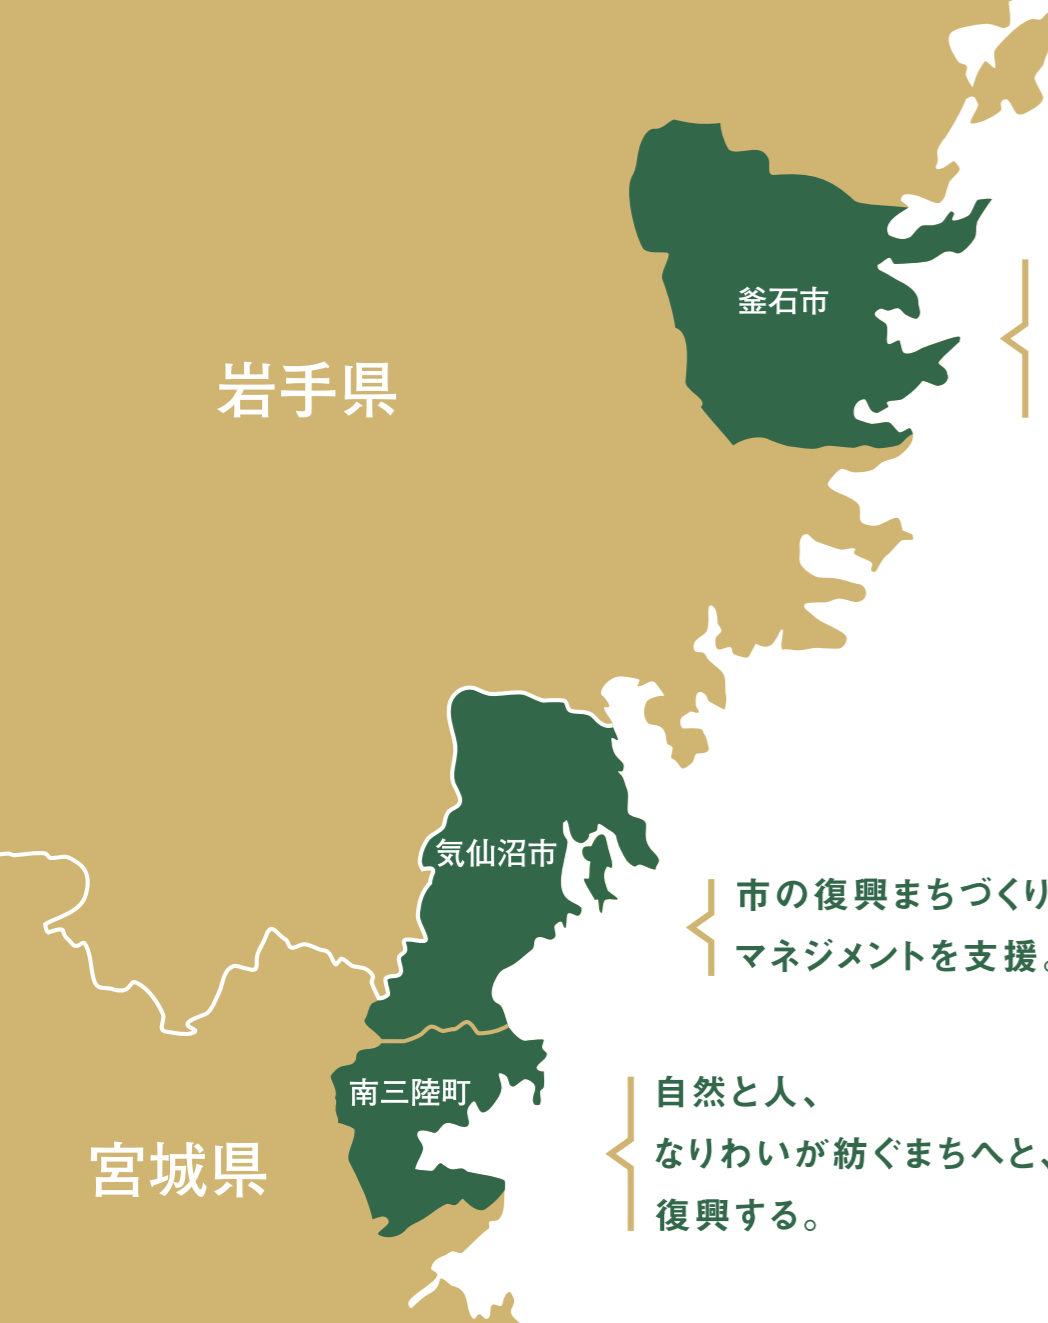 釜石市
岩手県
気仙沼市
市の復興まちづくり
マネジメントを支援。
南三陸町
自然と人、
なりわいが紡ぐまちへと、
復興する。
宮城県